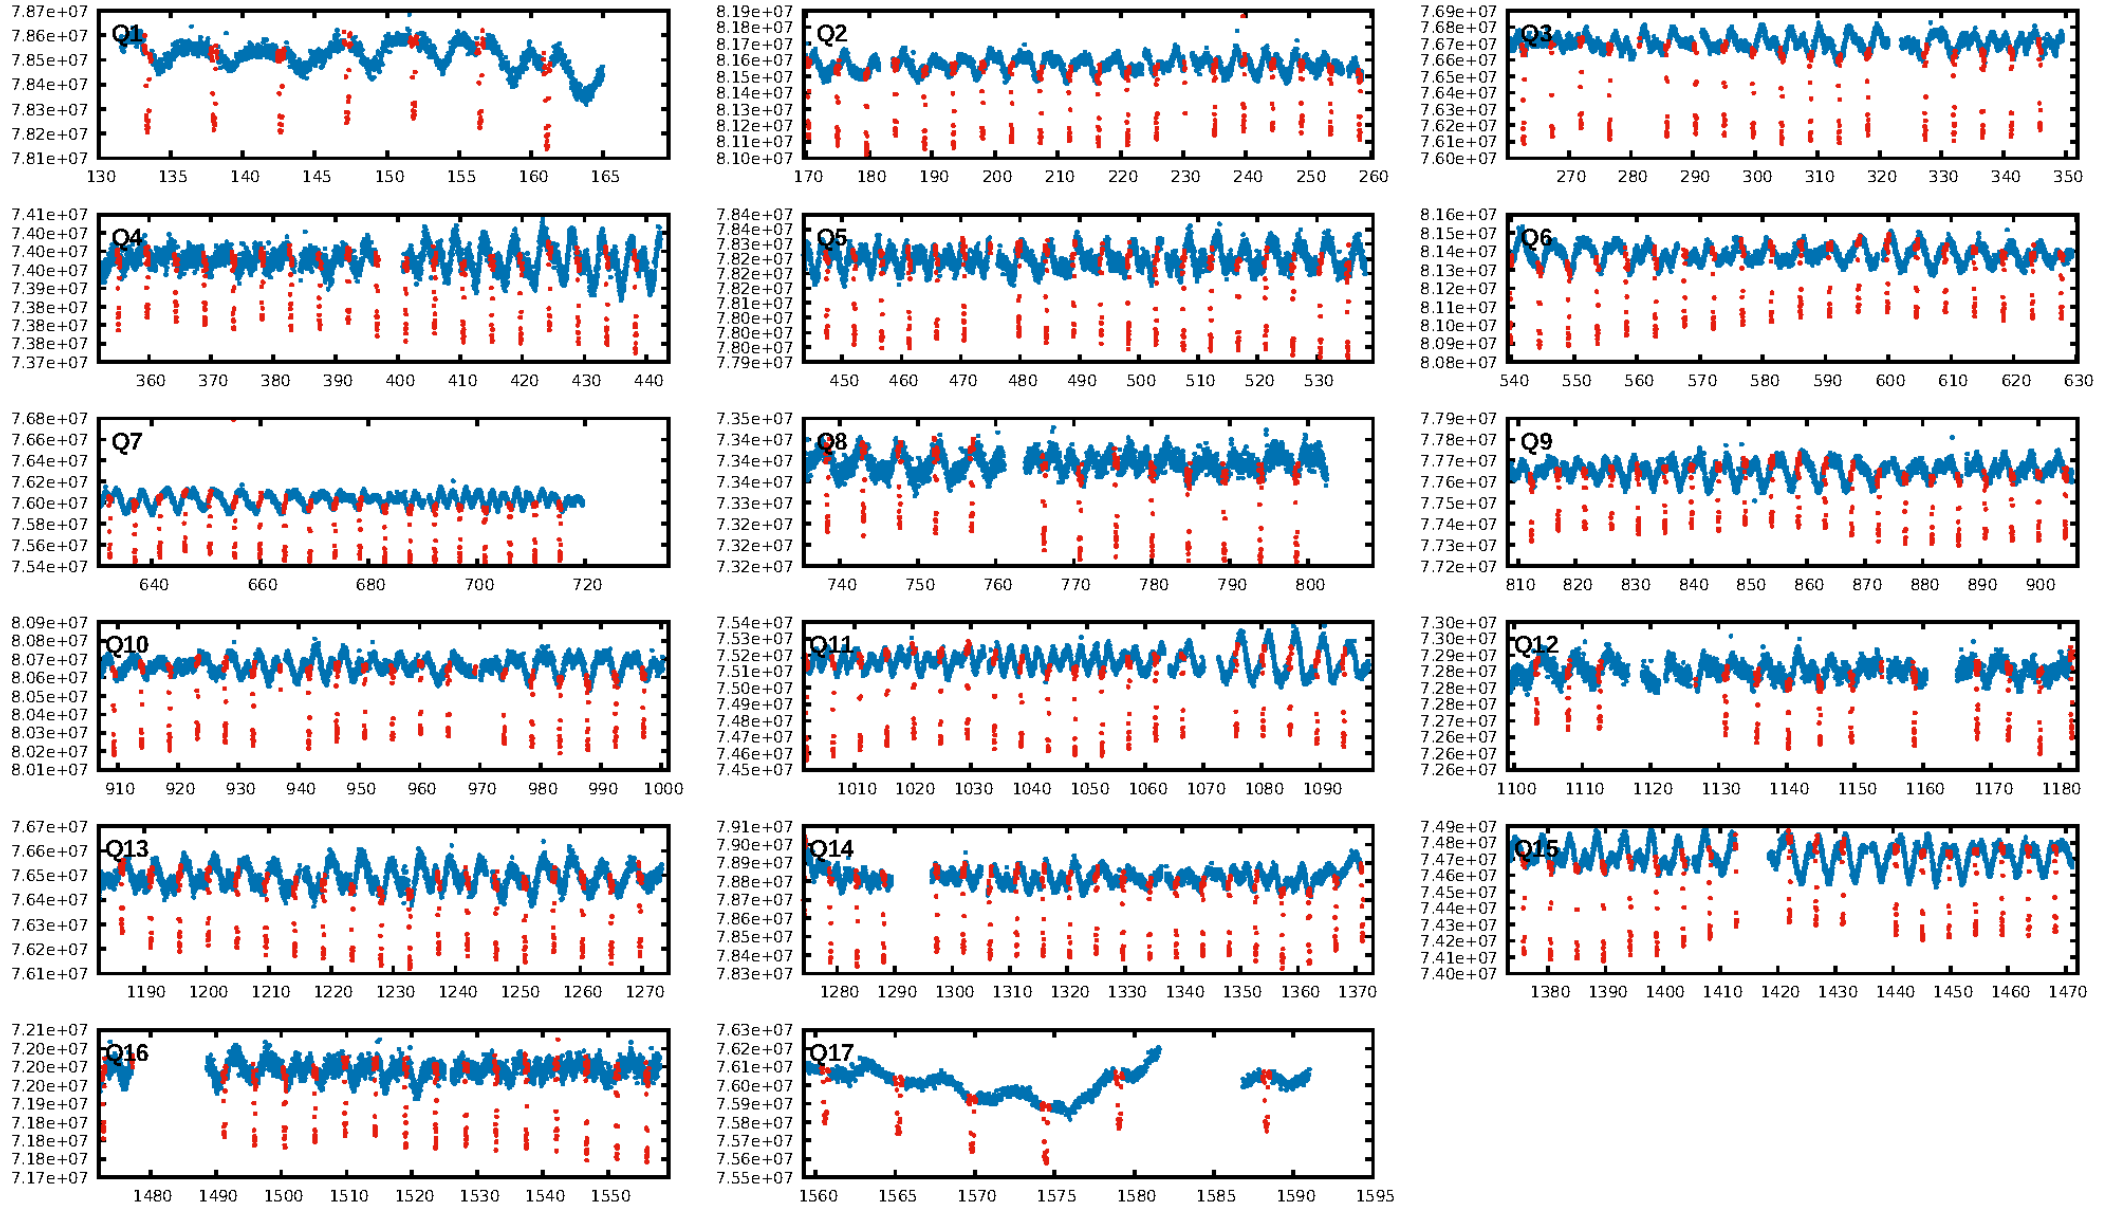 7.87e+07
7.86e+07
7.85e+07
7.84e+07
7.83e+07
7.82e+07
7.81e+07
Q1
130 135 140 145 150 155 160 165
8.19e+07
8.18e+07
8.17e+07
8.16e+07
8.15e+07
8.14e+07
8.13e+07
8.12e+07
8.11e+07
8.10e+07
Q2
170 180 190 200 210 220 230 240 250 260
7.69e+07
7.68e+07
7.67e+07
7.66e+07
7.65e+07
7.63e+07
7.62e+07
7.61e+07
7.60e+07
Q3
270 280 290 300 310 320 330 340 350
7.41e+07
7.40e+07
7.40e+07
7.40e+07
7.39e+07
7.38e+07
7.38e+07
7.38e+07
7.37e+07
Q4
360 370 380 390 400 410 420 430 440
7.84e+07
7.83e+07
7.83e+07
7.82e+07
7.82e+07
7.81e+07
7.81e+07
7.80e+07
7.80e+07
7.79e+07
Q5
450 460 470 480 490 500 510 520 530
8.16e+07
8.15e+07
8.14e+07
8.13e+07
8.12e+07
8.11e+07
8.10e+07
8.09e+07
8.08e+07
Q6
540 550 560 570 580 590 600 610 620 630
7.68e+07
7.66e+07
7.64e+07
7.62e+07
7.60e+07
7.58e+07
7.56e+07
7.54e+07
Q7
640 660 680 700 720
7.35e+07
7.34e+07
7.34e+07
7.34e+07
7.33e+07
7.32e+07
7.32e+07
7.32e+07
Q8
740 750 760 770 780 790 800
7.79e+07
7.78e+07
7.77e+07
7.76e+07
7.75e+07
7.74e+07
7.73e+07
7.72e+07
Q9
810 820 830 840 850 860 870 880 890 900
8.09e+07
8.08e+07
8.07e+07
8.06e+07
8.05e+07
8.04e+07
8.03e+07
8.02e+07
8.01e+07
Q10
910 920 930 940 950 960 970 980 990 1000
7.54e+07
7.53e+07
7.52e+07
7.51e+07
7.50e+07
7.49e+07
7.48e+07
7.47e+07
7.46e+07
7.45e+07
Q11
1010 1020 1030 1040 1050 1060 1070 1080 1090
7.30e+07
7.30e+07
7.29e+07
7.28e+07
7.28e+07
7.27e+07
7.26e+07
7.26e+07
7.26e+07
Q12
1100 1110 1120 1130 1140 1150 1160 1170 1180
7.67e+07
7.66e+07
7.65e+07
7.64e+07
7.63e+07
7.62e+07
7.61e+07
Q13
1190 1200 1210 1220 1230 1240 1250 1260 1270
7.91e+07
7.90e+07
7.89e+07
7.88e+07
7.86e+07
7.85e+07
7.84e+07
7.83e+07
Q14
1280 1290 1300 1310 1320 1330 1340 1350 1360 1370
7.49e+07
7.48e+07
7.47e+07
7.46e+07
7.45e+07
7.44e+07
7.43e+07
7.42e+07
7.41e+07
7.40e+07
Q15
1380 1390 1400 1410 1420 1430 1440 1450 1460 1470
7.21e+07
7.20e+07
7.20e+07
7.20e+07
7.19e+07
7.18e+07
7.18e+07
7.18e+07
7.17e+07
Q16
1480 1490 1500 1510 1520 1530 1540 1550
7.63e+07
7.62e+07
7.61e+07
7.60e+07
7.59e+07
7.58e+07
7.57e+07
7.56e+07
7.55e+07
Q17
1560 1565 1570 1575 1580 1585 1590 1595